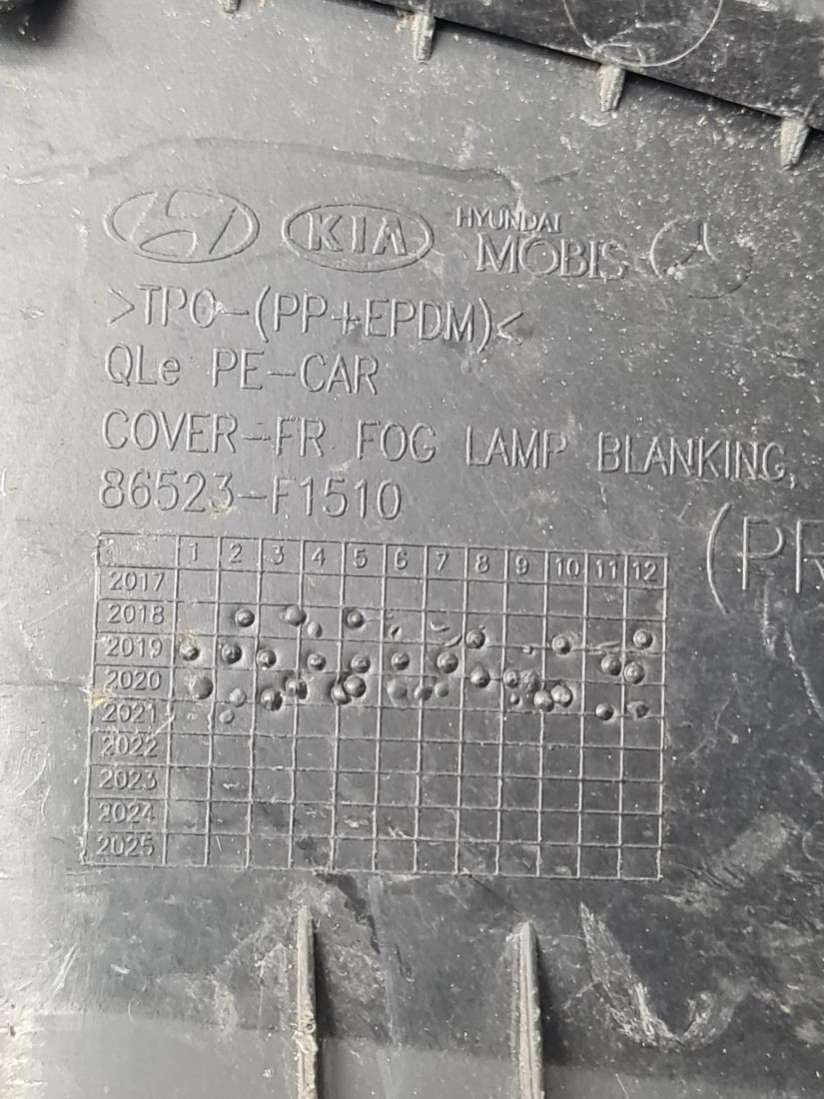 KIA HYUNDAI MOBIS
>TPO-(PP+EPDM)<
QLe PE-CAR
COVER-FR FOG LAMP BLANKING,
86523-F1510
(PR
1 2 3 4 5 6 7 8 9 10 11 12
2017
2018
2019
2020
2021
2022
2023
2024
2025